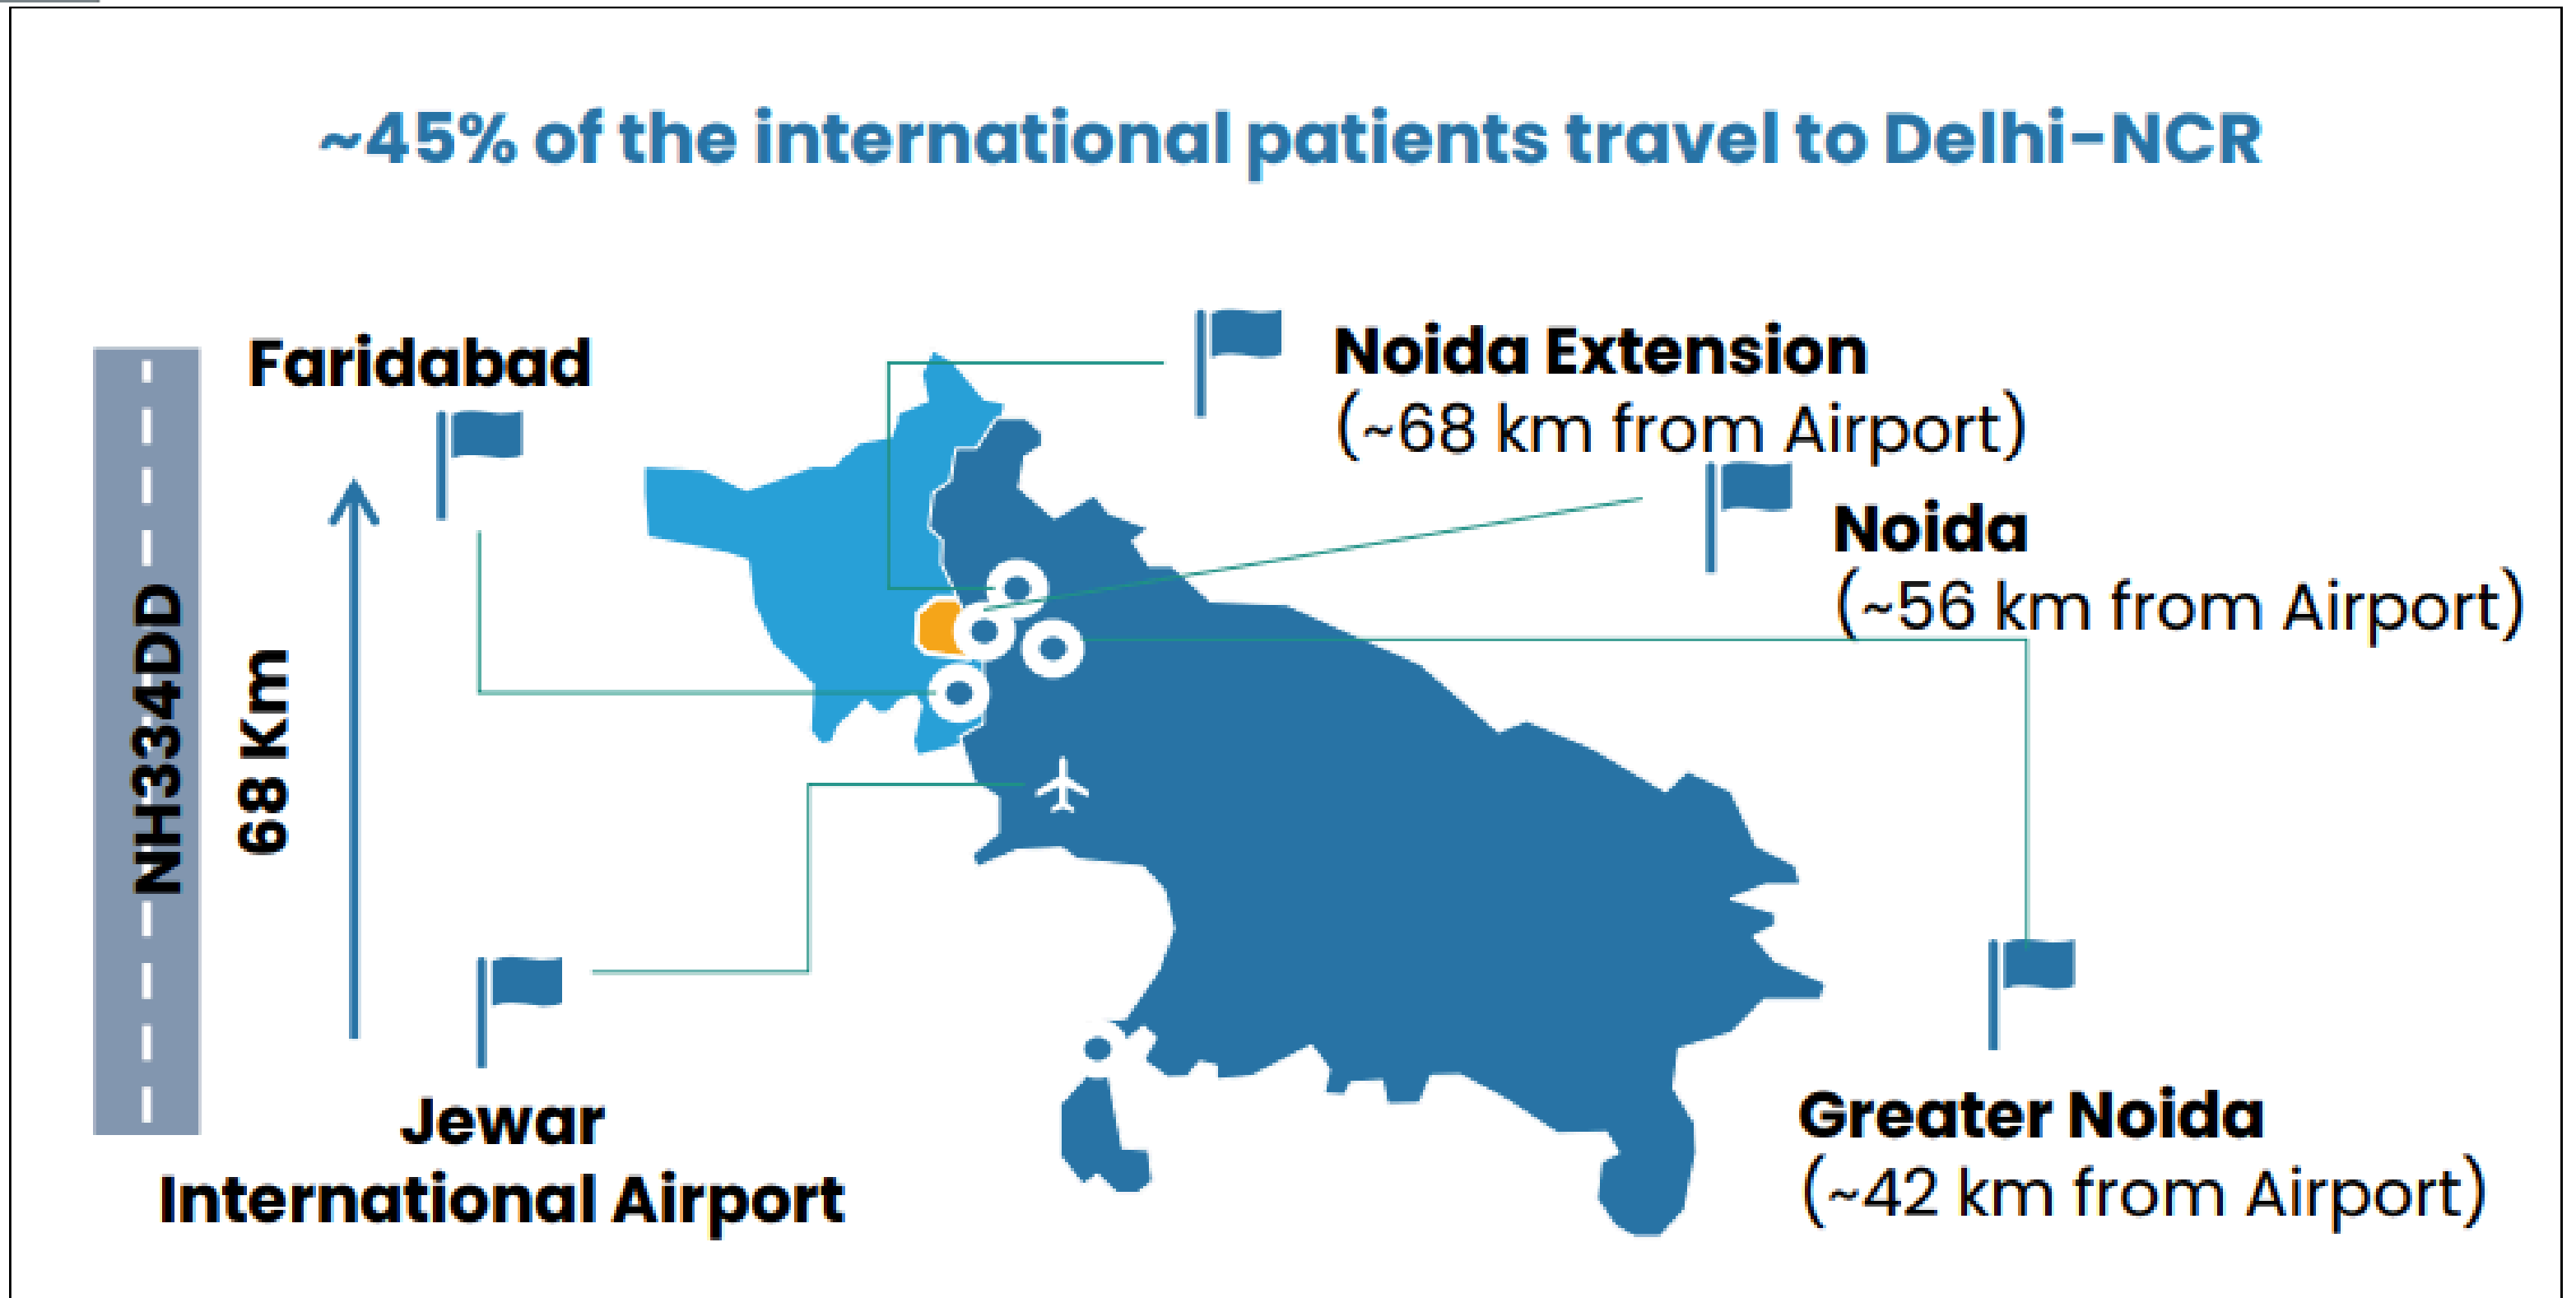 ~45% of the international patients travel to Delhi-NCR
Faridabad
Noida Extension
(~68 km from Airport)
Noida
(~56 km from Airport)
NH334DD
68 Km
Jewar
International Airport
Greater Noida
(~42 km from Airport)